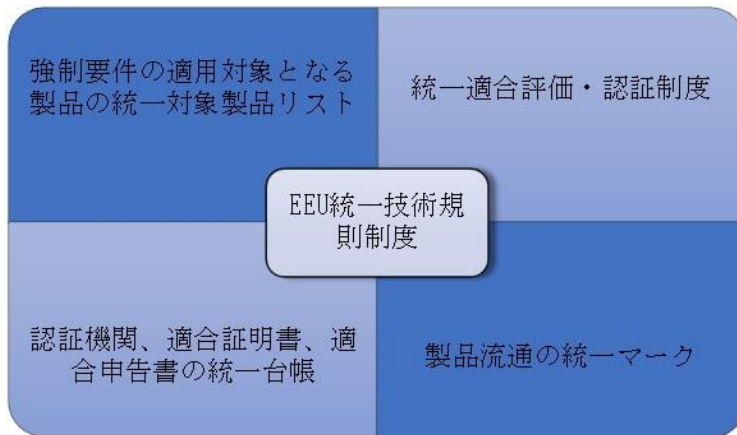 強制要件の適用対象となる
製品の統一対象製品リスト
統一適合評価・認証制度
EEU統一技術規
則制度
認証機関、適合証明書、適
合申告書の統一台帳
製品流通の統一マーク